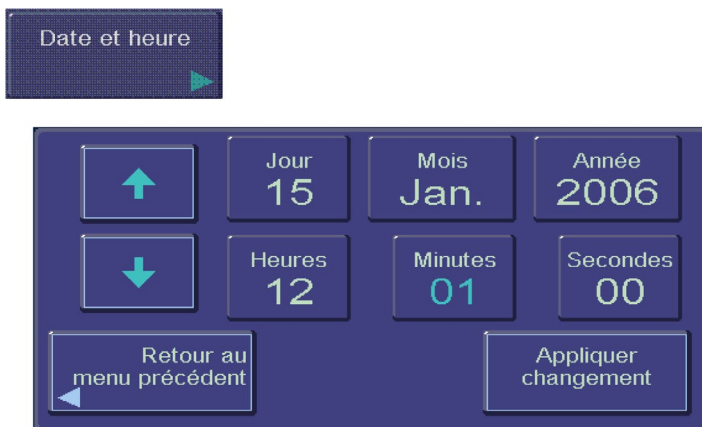 Date et heure
Jour Mois Année
15 Jan. 2006
Heures Minutes Secondes
12 01 00
Retour au
menu précédent
Appliquer
changement